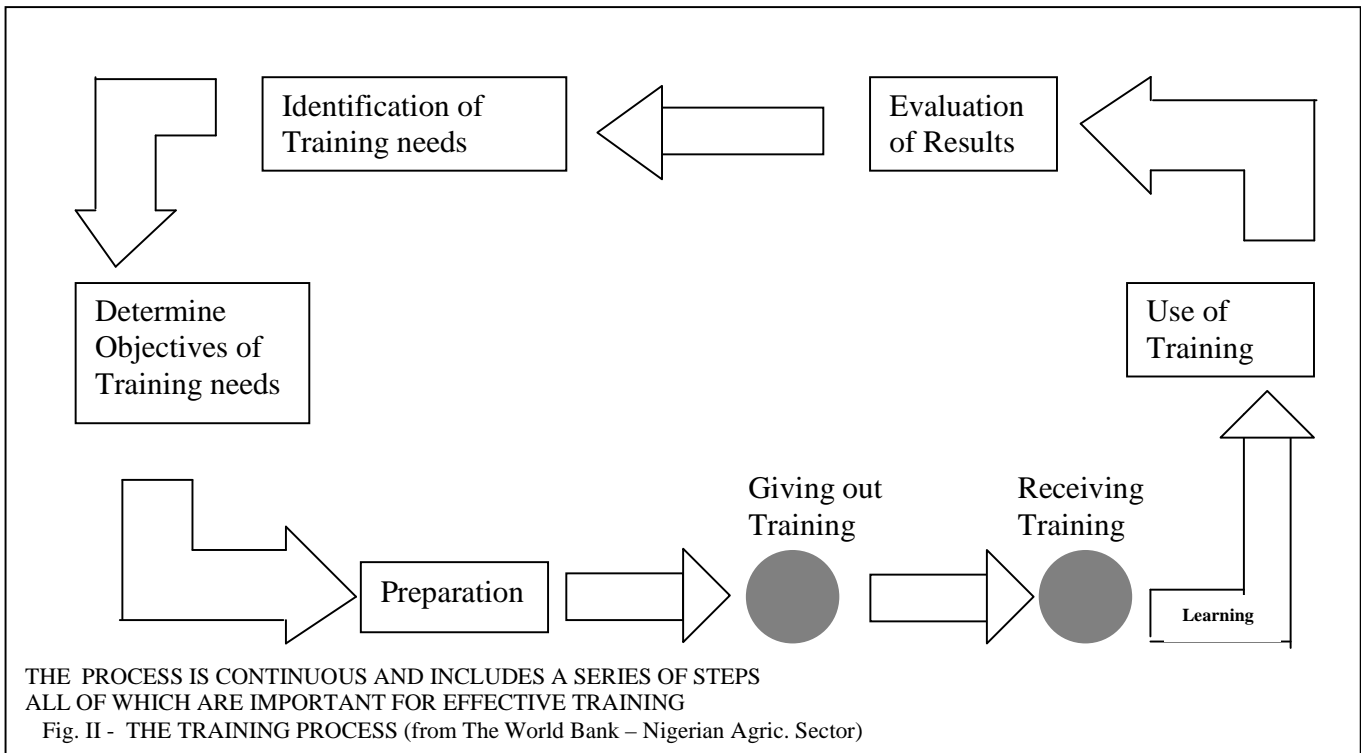 Identification of
Training needs
Evaluation
of Results
Determine
Objectives of
Training needs
Use of
Training
Giving out
Training
Receiving
Training
Preparation
Learning
THE PROCESS IS CONTINUOUS AND INCLUDES A SERIES OF STEPS
ALL OF WHICH ARE IMPORTANT FOR EFFECTIVE TRAINING
Fig. II - THE TRAINING PROCESS (from The World Bank – Nigerian Agric. Sector)